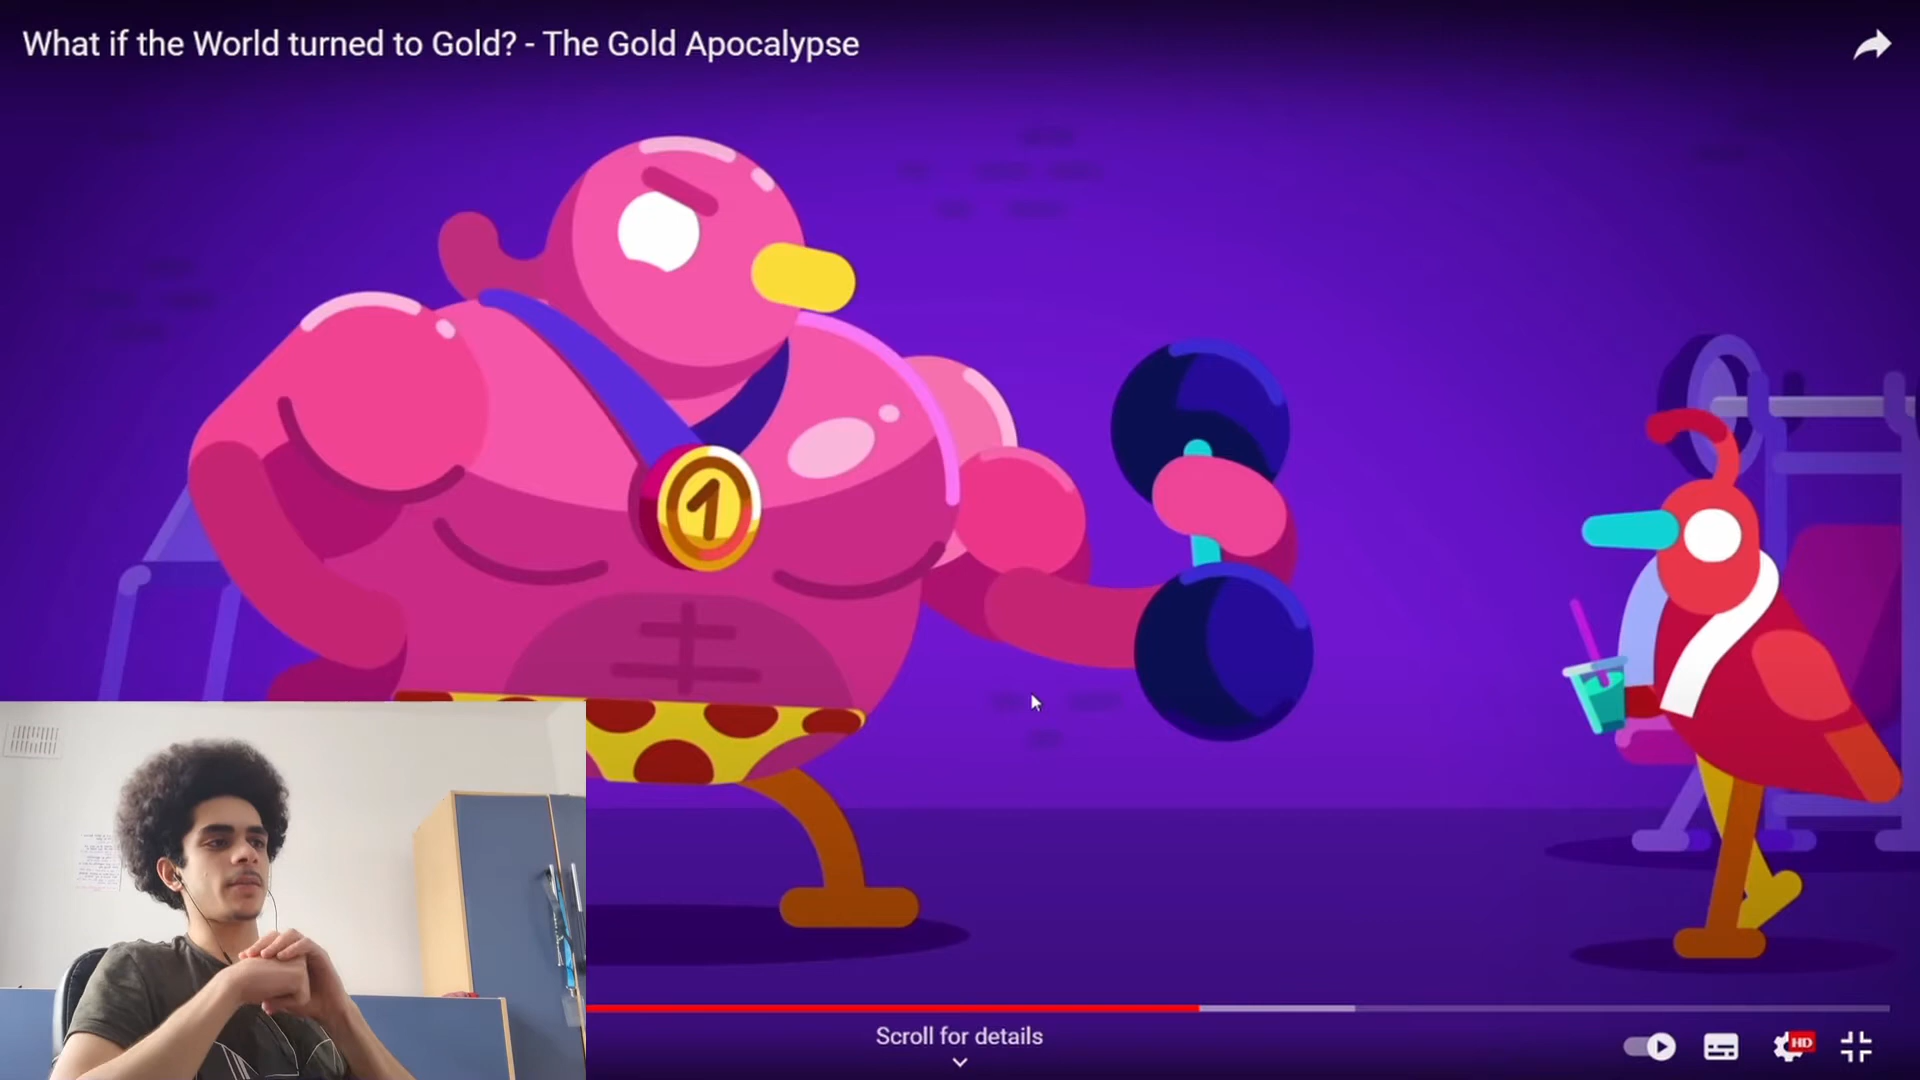 What if the World turned to Gold? - The Gold Apocalypse
1
Scroll for details
HD